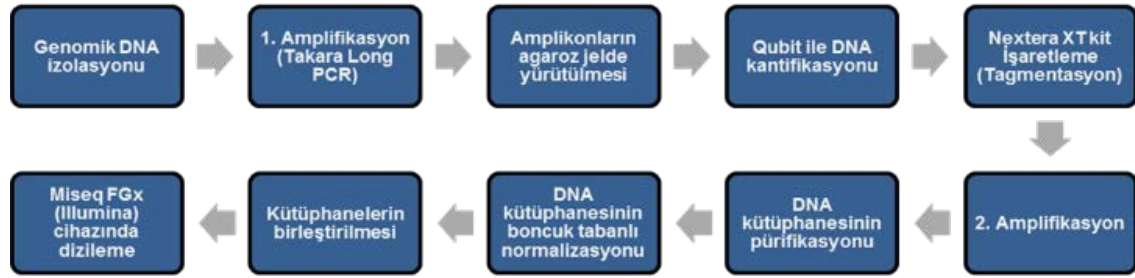 Genomik DNA
izolasyonu
1. Amplifikasyon
(Takara Long
PCR)
Amplikonların
agaroz jelde
yürütülmesi
Qubit ile DNA
kantifikasyonu
Nextera XT kit
İşaretleme
(Tagmentasyon)
2. Amplifikasyon
DNA
kütüphanesinin
pürifikasyonu
DNA
kütüphanesinin
boncuk tabanlı
normalizasyonu
Kütüphanelerin
birleştirilmesi
Miseq FGx
(Illumina)
cihazında
dizileme